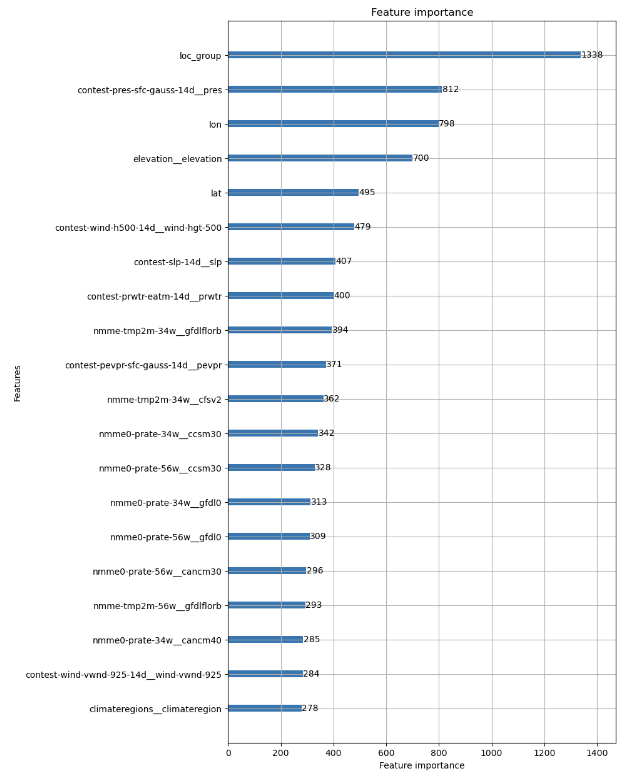 Feature importance
loc_group 1338
contest-pres-sfc-gauss-14d__pres 812
lon 798
elevation__elevation 700
lat 495
contest-wind-h500-14d__wind-hgt-500 479
contest-slp-14d__slp 407
contest-prwtr-eatm-14d__prwtr 400
nmme-tmp2m-34w__gfdlflorb 394
contest-pevpr-sfc-gauss-14d__pevpr 371
nmme-tmp2m-34w__cfsv2 362
nmme0-prate-34w__ccsm30 342
nmme0-prate-56w__ccsm30 328
nmme0-prate-34w__gfdl0 313
nmme0-prate-56w__gfdl0 309
nmme0-prate-56w__cancm30 296
nmme-tmp2m-56w__gfdlflorb 293
nmme0-prate-34w__cancm40 285
contest-wind-vwnd-925-14d__wind-vwnd-925 284
climateregions__climateregion 278
Features
0 200 400 600 800 1000 1200 1400
Feature importance